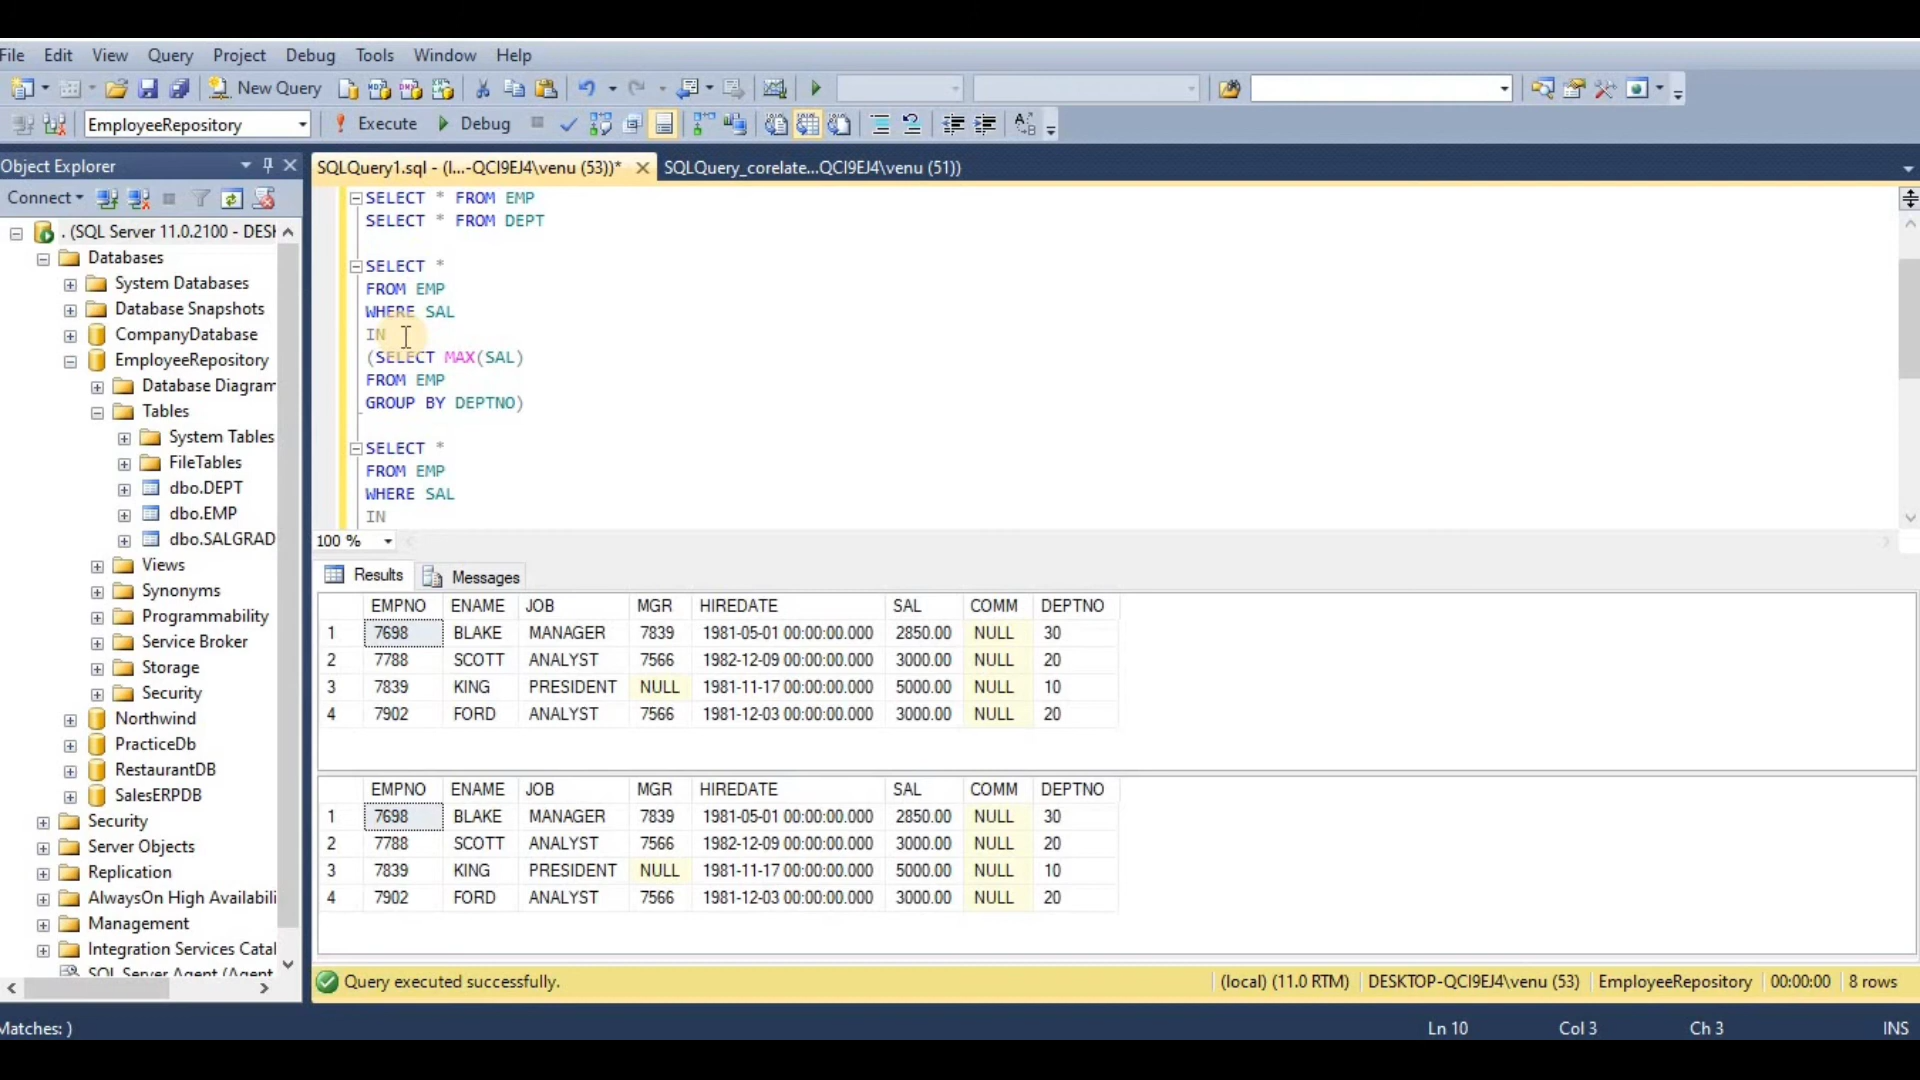 File Edit View Query Project Debug Tools Window Help
New Query
EmployeeRepository Execute Debug
Object Explorer
Connect
. (SQL Server 11.0.2100 - DESK
Databases
System Databases
Database Snapshots
CompanyDatabase
EmployeeRepository
Database Diagram
Tables
System Tables
FileTables
dbo.DEPT
dbo.EMP
dbo.SALGRAD
Views
Synonyms
Programmability
Service Broker
Storage
Security
Northwind
PracticeDb
RestaurantDB
SalesERPDB
Security
Server Objects
Replication
AlwaysOn High Availabili
Management
Integration Services Catal
SQL Server Agent (Agent
SQLQuery1.sql - (l...-QCI9EJ4\venu (53))* SQLQuery_corelate...QCI9EJ4\venu (51))
SELECT * FROM EMP
SELECT * FROM DEPT
SELECT *
FROM EMP
WHERE SAL
IN
(SELECT MAX(SAL)
FROM EMP
GROUP BY DEPTNO)
SELECT *
FROM EMP
WHERE SAL
IN
100 %
Results Messages
EMPNO ENAME JOB MGR HIREDATE SAL COMM DEPTNO
1 7698 BLAKE MANAGER 7839 1981-05-01 00:00:00.000 2850.00 NULL 30
2 7788 SCOTT ANALYST 7566 1982-12-09 00:00:00.000 3000.00 NULL 20
3 7839 KING PRESIDENT NULL 1981-11-17 00:00:00.000 5000.00 NULL 10
4 7902 FORD ANALYST 7566 1981-12-03 00:00:00.000 3000.00 NULL 20
EMPNO ENAME JOB MGR HIREDATE SAL COMM DEPTNO
1 7698 BLAKE MANAGER 7839 1981-05-01 00:00:00.000 2850.00 NULL 30
2 7788 SCOTT ANALYST 7566 1982-12-09 00:00:00.000 3000.00 NULL 20
3 7839 KING PRESIDENT NULL 1981-11-17 00:00:00.000 5000.00 NULL 10
4 7902 FORD ANALYST 7566 1981-12-03 00:00:00.000 3000.00 NULL 20
Query executed successfully. (local) (11.0 RTM) DESKTOP-QCI9EJ4\venu (53) EmployeeRepository 00:00:00 8 rows
Matches: ) Ln 10 Col 3 Ch 3 INS